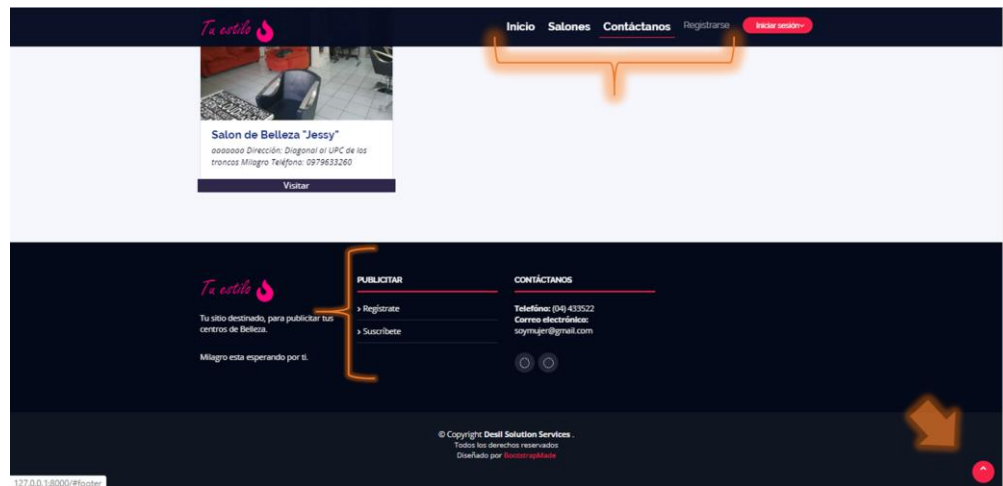 Tu estilo
Inicio Salones Contáctanos Registrarse Iniciar sesión
Salon de Belleza "Jessy"
aaaaaaa Dirección: Diagonal al UPC de las
troncas Milagro Teléfono: 0979633260
Visitar
Tu estilo
Tu sitio destinado, para publicitar tus
centros de Belleza.
Milagro esta esperando por ti.
PUBLICITAR
› Regístrate
› Suscríbete
CONTÁCTANOS
Telefóno: (04) 433522
Correo electrónico:
soymujer@gmail.com
© Copyright Desil Solution Services .
Todos los derechos reservados
Diseñado por BootstrapMade
127.0.0.1:8000/#footer